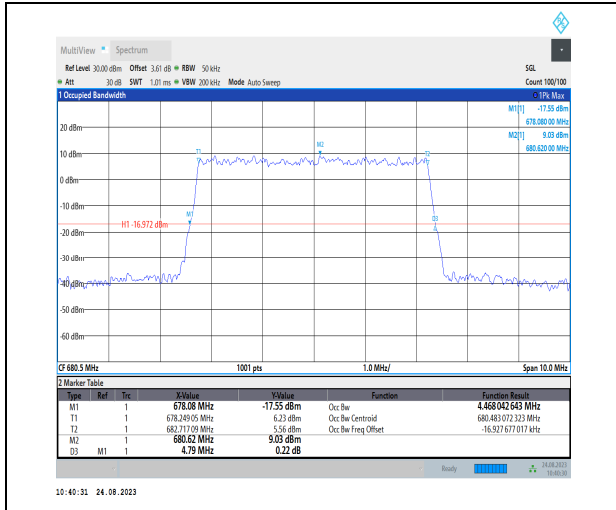 MultiView Spectrum
Ref Level 30.00 dBm Offset 3.61 dB RBW 50 kHz SGL
Att 30 dB SWT 1.01 ms VBW 200 kHz Mode Auto Sweep Count 100/100
1 Occupied Bandwidth 1Pk Max
M1[1] -17.55 dBm
678.080 00 MHz
M2[1] 9.03 dBm
680.620 00 MHz
20 dBm
M2
T1 T2
10 dBm
0 dBm
-10 dBm
M1
D3
H1 -16.972 dBm
-20 dBm
-30 dBm
-40 dBm
-50 dBm
-60 dBm
CF 680.5 MHz 1001 pts 1.0 MHz/ Span 10.0 MHz
2 Marker Table
Type Ref Trc X-Value Y-Value Function Function Result
M1 1 678.08 MHz -17.55 dBm Occ Bw 4.468 042 643 MHz
T1 1 678.249 05 MHz 6.23 dBm Occ Bw Centroid 680.483 072 323 MHz
T2 1 682.717 09 MHz 5.56 dBm Occ Bw Freq Offset -16.927 677 017 kHz
M2 1 680.62 MHz 9.03 dBm
D3 M1 1 4.79 MHz 0.22 dB
Ready 24.08.2023
10:40:30
10:40:31 24.08.2023